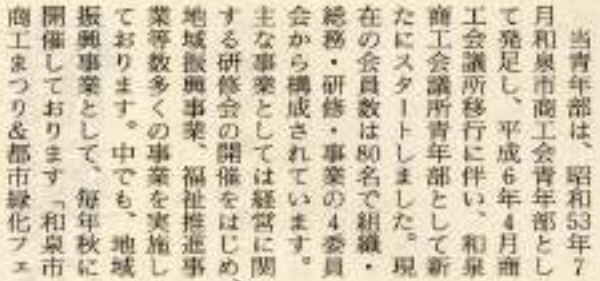 当青年部は、昭和53年7
月和泉市商工会青年部とし
て発足し、平成6年4月商
工会議所移行に伴い、和泉
商工会議所青年部として新
たにスタートしました。現
在の会員数は80名で組織・
総務・研修・事業の4委員
会から構成されています。
主な事業としては経営に関
する研修会の開催をはじめ
地域振興事業、福祉推進事
業等数多くの事業を実施し
ております。中でも、地域
振興事業として、毎年秋に
開催しております「和泉市
商工まつり&都市緑化フェ